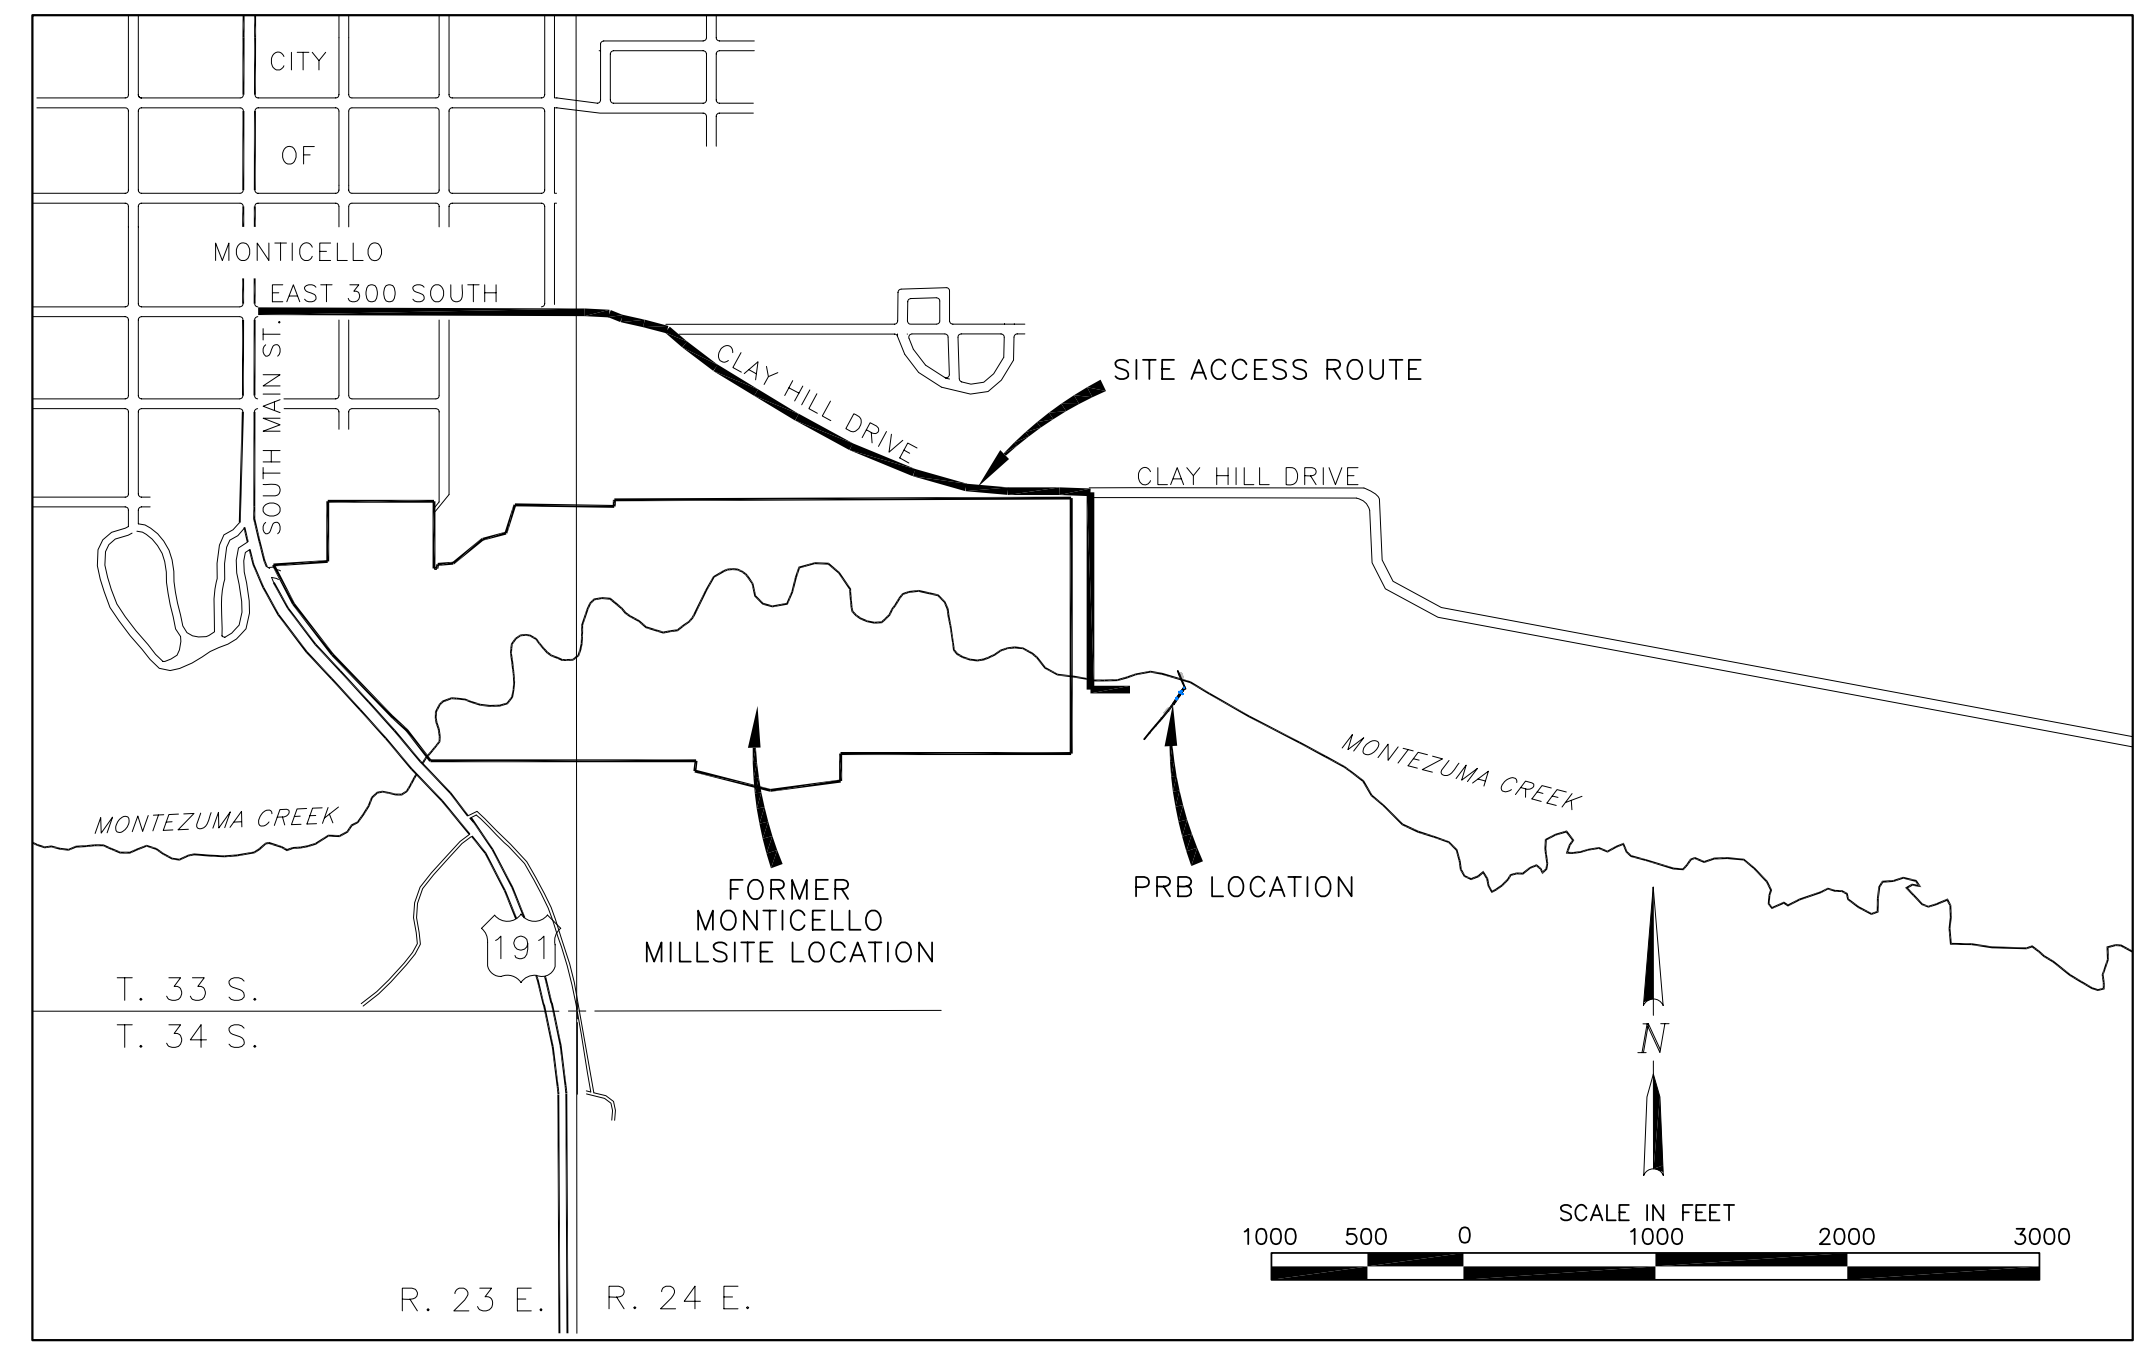 CITY
OF
MONTICELLO
EAST 300 SOUTH
SOUTH MAIN ST.
CLAY HILL DRIVE
SITE ACCESS ROUTE
CLAY HILL DRIVE
MONTEZUMA CREEK
MONTEZUMA CREEK
FORMER
MONTICELLO
MILLSITE LOCATION
PRB LOCATION
191
T. 33 S.
T. 34 S.
N
SCALE IN FEET
1000 500 0 1000 2000 3000
R. 23 E. R. 24 E.